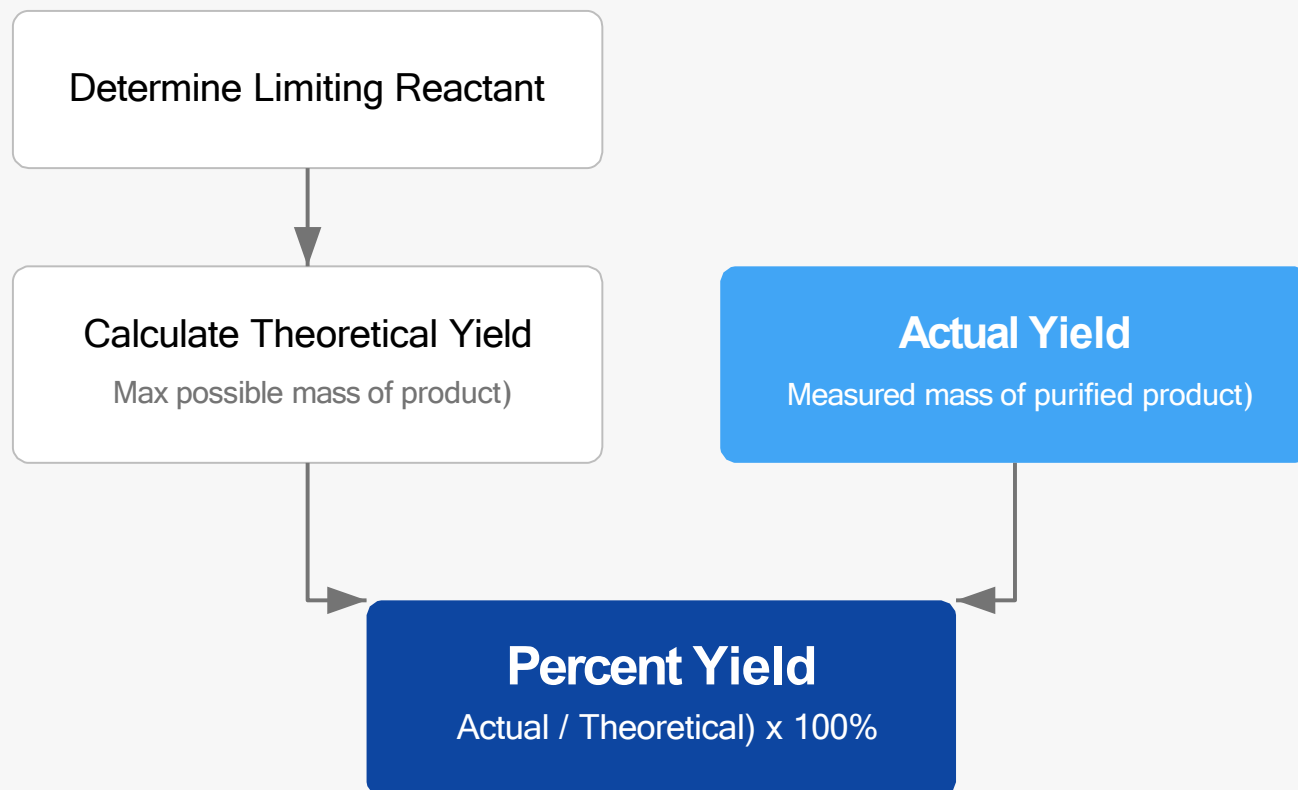 Determine Limiting Reactant
Calculate Theoretical Yield
Max possible mass of product)
Actual Yield
Measured mass of purified product)
Percent Yield
Actual / Theoretical) x 100%